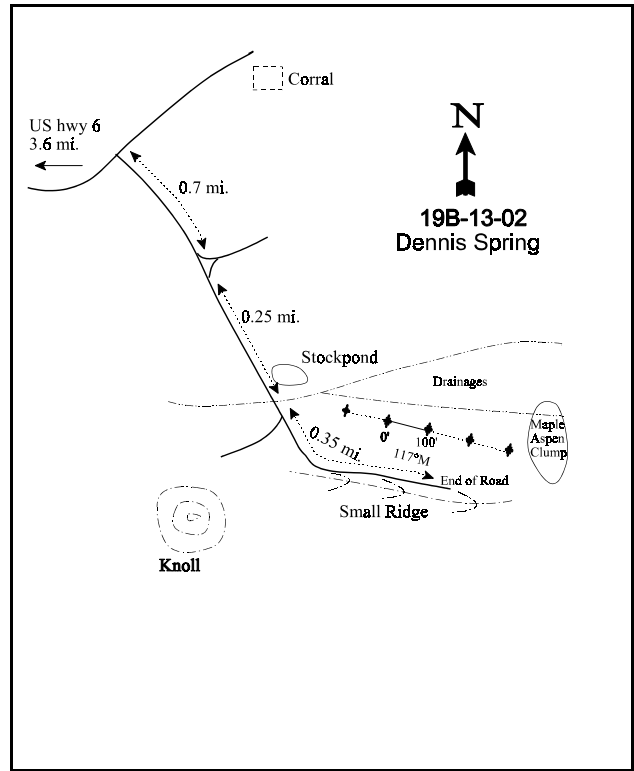 Corral
US hwy 6
3.6 mi.
N
0.7 mi.
19B-13-02
Dennis Spring
0.25 mi.
Stockpond
Drainages
Maple
Aspen
Clump
0'
100'
0.35 mi.
117°M
End of Road
Small Ridge
Knoll